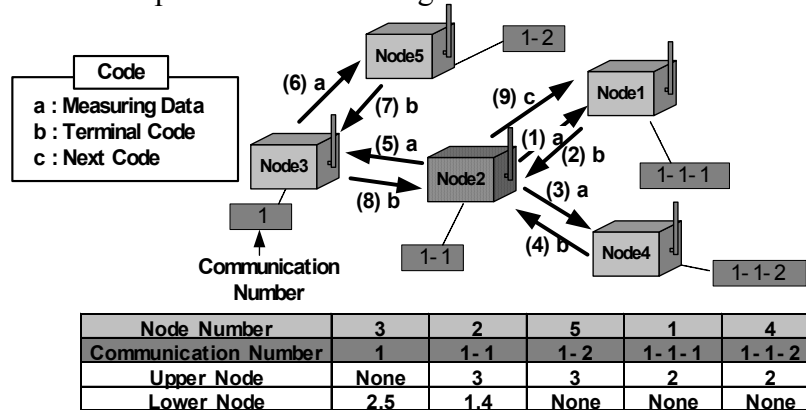 Code
a : Measuring Data
b : Terminal Code
c : Next Code
Node5
1-2
(6) a
(7) b
(9) c
Node1
(1) a
(2) b
1-1-1
Node3
(5) a
(8) b
Node2
(3) a
(4) b
1
1-1
Node4
1-1-2
Communication
Number
Node Number 3 2 5 1 4
Communication Number 1 1-1 1-2 1-1-1 1-1-2
Upper Node None 3 3 2 2
Lower Node 2,5 1,4 None None None